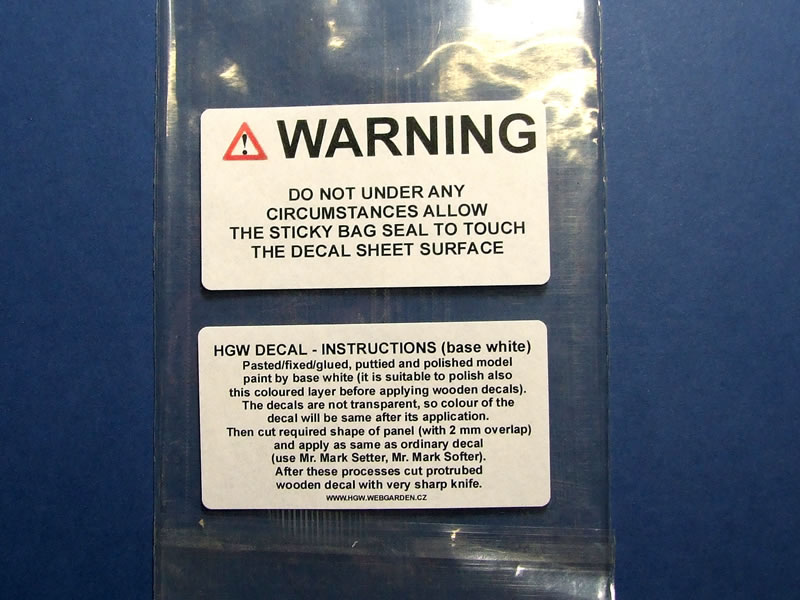 WARNING
DO NOT UNDER ANY
CIRCUMSTANCES ALLOW
THE STICKY BAG SEAL TO TOUCH
THE DECAL SHEET SURFACE
HGW DECAL - INSTRUCTIONS (base white)
Pasted/fixed/glued, puttied and polished model
paint by base white (it is suitable to polish also
this coloured layer before applying wooden decals).
The decals are not transparent, so colour of the
decal will be same after its application.
Then cut required shape of panel (with 2 mm overlap)
and apply as same as ordinary decal
(use Mr. Mark Setter, Mr. Mark Softer).
After these processes cut protrubed
wooden decal with very sharp knife.
WWW.HGW.WEBGARDEN.CZ